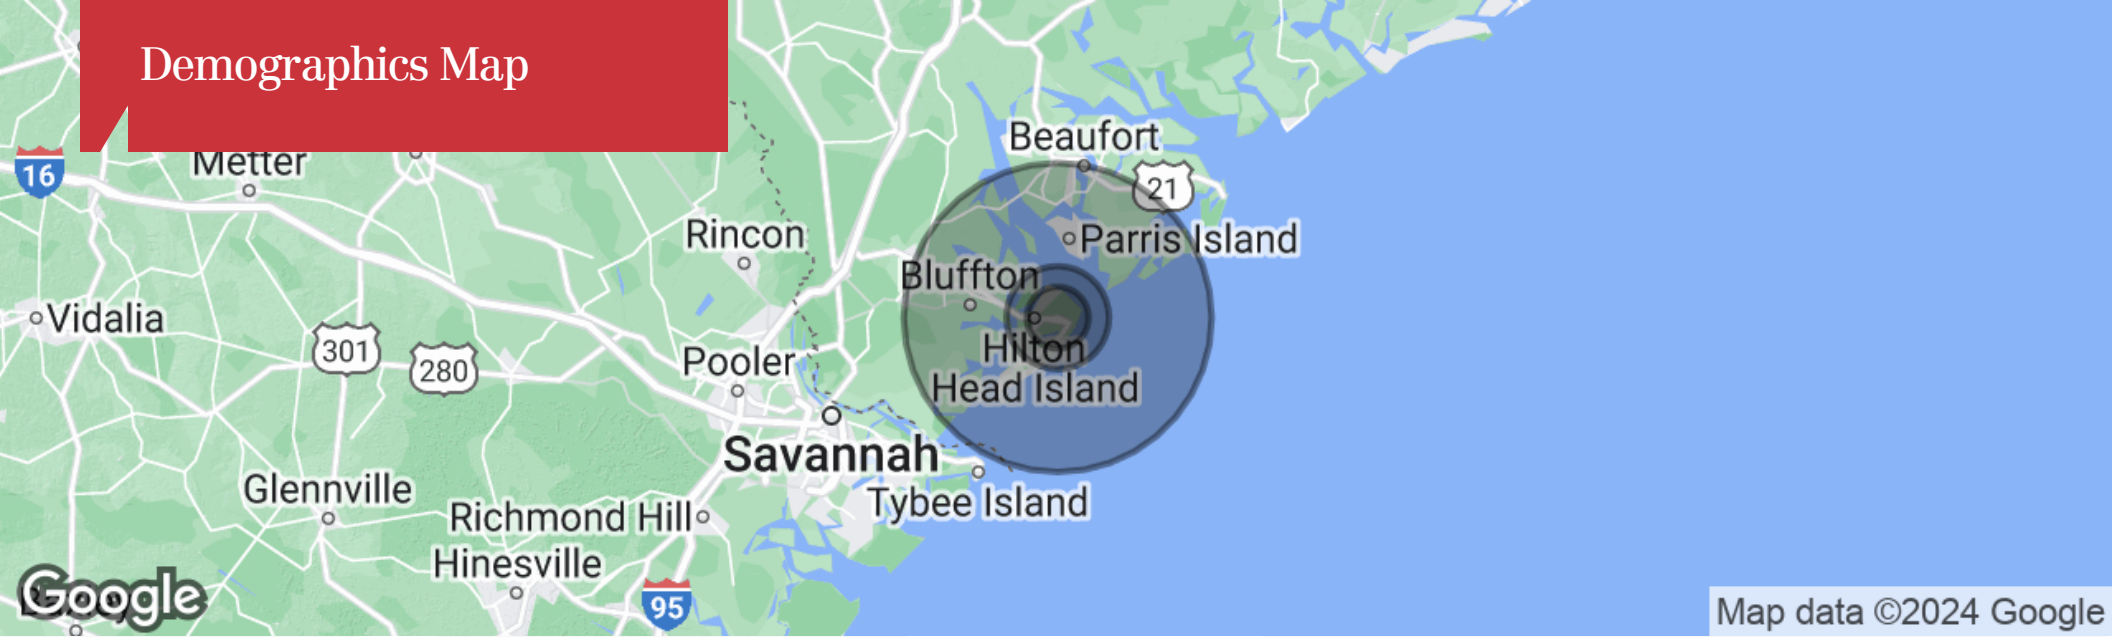 Demographics Map
Beaufort
16
Metter
21
Rincon
Parris Island
Bluffton
Vidalia
301
280
Pooler
Hilton
Head Island
Savannah
Tybee Island
Glennville
Richmond Hill
Hinesville
95
Google
Map data ©2024 Google